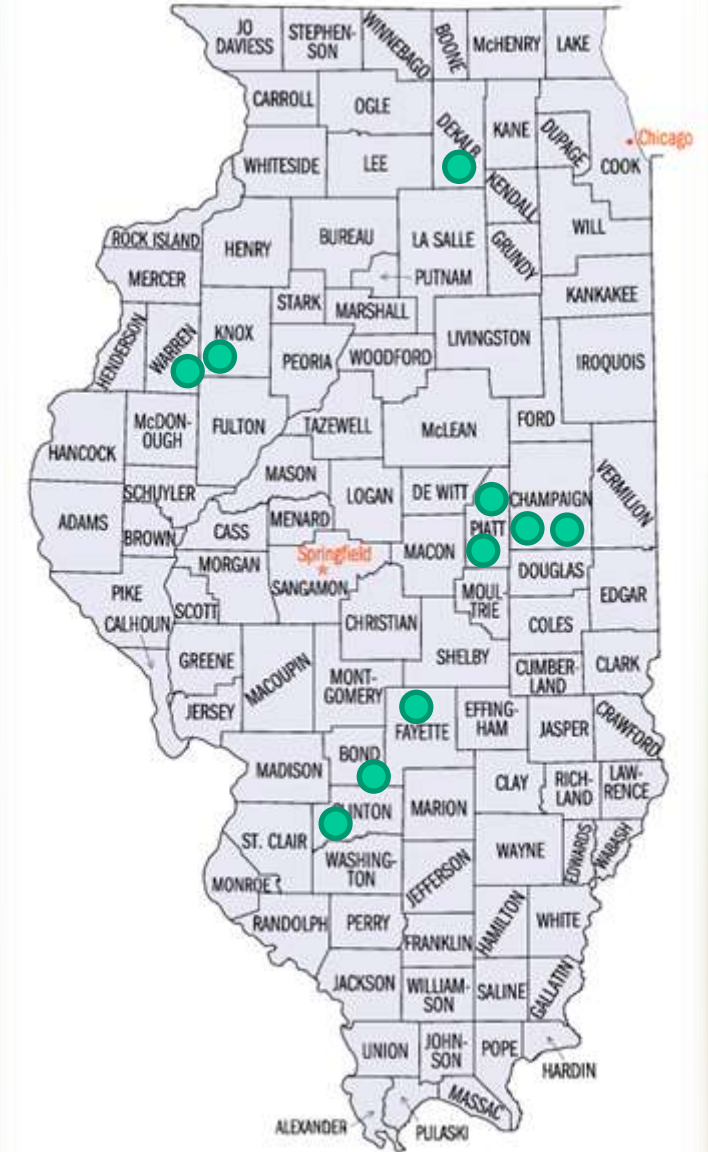 JO
DAVIESS
STEPHEN-
SON
WINNEBAGO
BOONE
McHENRY
LAKE
CARROLL
OGLE
DEKALB
KANE
DUPAGE
Chicago
COOK
WHITESIDE
LEE
KENDALL
ROCK ISLAND
HENRY
BUREAU
LA SALLE
GRUNDY
WILL
MERCER
PUTNAM
KANKAKEE
HENDERSON
WARREN
KNOX
STARK
MARSHALL
LIVINGSTON
PEORIA
WOODFORD
IROQUOIS
HANCOCK
McDON-
OUGH
FULTON
TAZEWELL
McLEAN
FORD
MASON
SCHUYLER
LOGAN
DE WITT
CHAMPAIGN
VERMILION
ADAMS
BROWN
CASS
MENARD
PIATT
Springfield
MACON
MORGAN
SANGAMON
DOUGLAS
PIKE
SCOTT
MOUL-
TRIE
EDGAR
CALHOUN
CHRISTIAN
COLES
GREENE
MACOUPIN
SHELBY
CUMBER-
LAND
CLARK
MONT-
GOMERY
JERSEY
FAYETTE
EFFING-
HAM
JASPER
CRAWFORD
MADISON
BOND
CLAY
RICH-
LAND
LAW-
RENCE
CLINTON
MARION
ST. CLAIR
WASHING-
TON
JEFFERSON
WAYNE
EDWARDS
WABASH
MONROE
RANDOLPH
PERRY
FRANKLIN
HAMILTON
WHITE
JACKSON
WILLIAM-
SON
SALINE
GALLATIN
UNION
JOHN-
SON
POPE
HARDIN
MASSAC
ALEXANDER
PULASKI